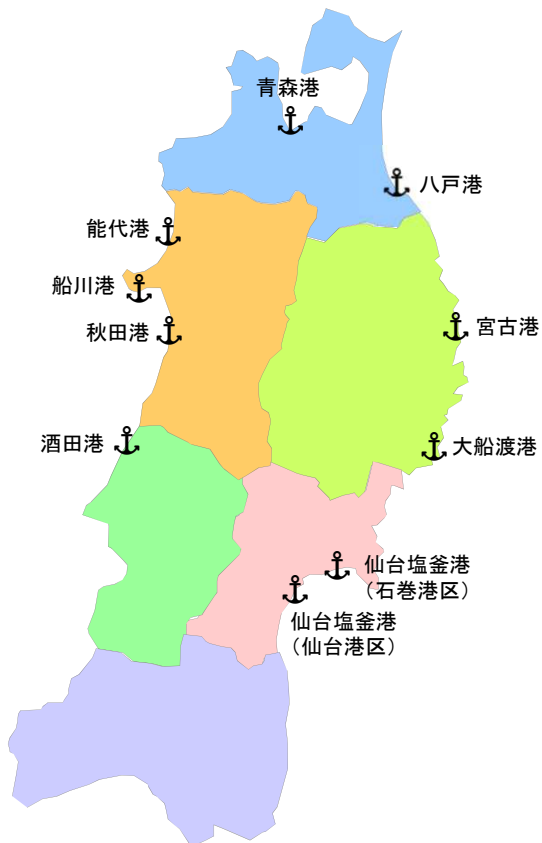 青森港
八戸港
能代港
船川港
宮古港
秋田港
酒田港
大船渡港
仙台塩釜港
（石巻港区）
仙台塩釜港
（仙台港区）